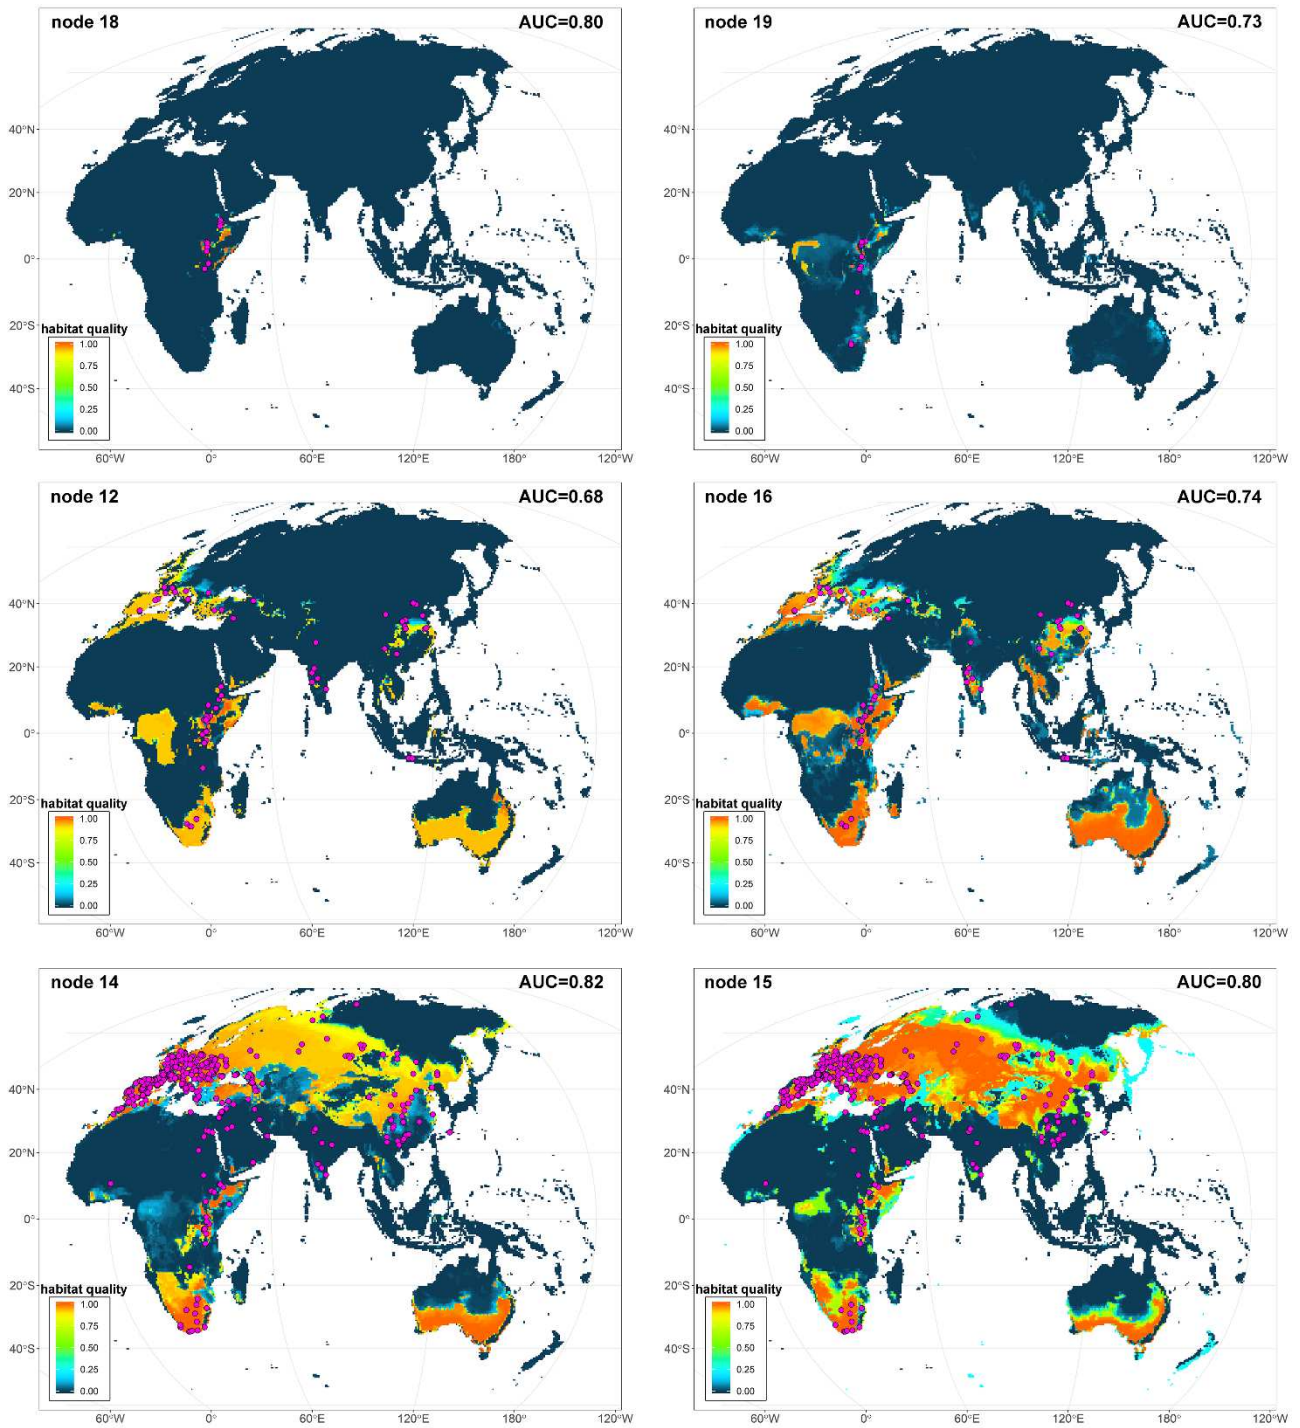 node 18 AUC=0.80
40°N
20°N
0°
20°S
40°S
habitat quality
1.00
0.75
0.50
0.25
0.00
60°W 0° 60°E 120°E 180° 120°W
node 19 AUC=0.73
40°N
20°N
0°
20°S
40°S
habitat quality
1.00
0.75
0.50
0.25
0.00
60°W 0° 60°E 120°E 180° 120°W
node 12 AUC=0.68
40°N
20°N
0°
20°S
40°S
habitat quality
1.00
0.75
0.50
0.25
0.00
60°W 0° 60°E 120°E 180° 120°W
node 16 AUC=0.74
40°N
20°N
0°
20°S
40°S
habitat quality
1.00
0.75
0.50
0.25
0.00
60°W 0° 60°E 120°E 180° 120°W
node 14 AUC=0.82
40°N
20°N
0°
20°S
40°S
habitat quality
1.00
0.75
0.50
0.25
0.00
60°W 0° 60°E 120°E 180° 120°W
node 15 AUC=0.80
40°N
20°N
0°
20°S
40°S
habitat quality
1.00
0.75
0.50
0.25
0.00
60°W 0° 60°E 120°E 180° 120°W